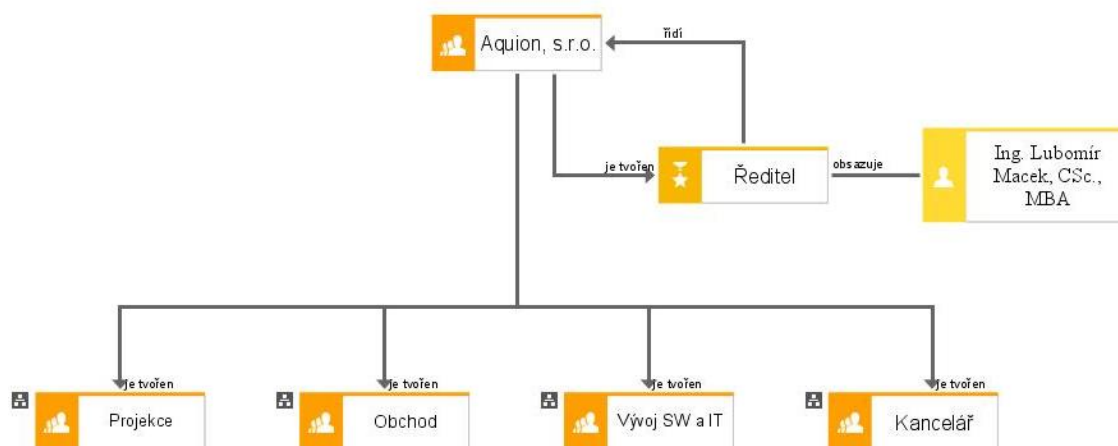 Aquion, s.r.o.
řídí
je tvořen
Ředitel
obsazuje
Ing. Lubomír
Macek, CSc.,
MBA
je tvořen
je tvořen
je tvořen
je tvořen
Projekce
Obchod
Vývoj SW a IT
Kancelář